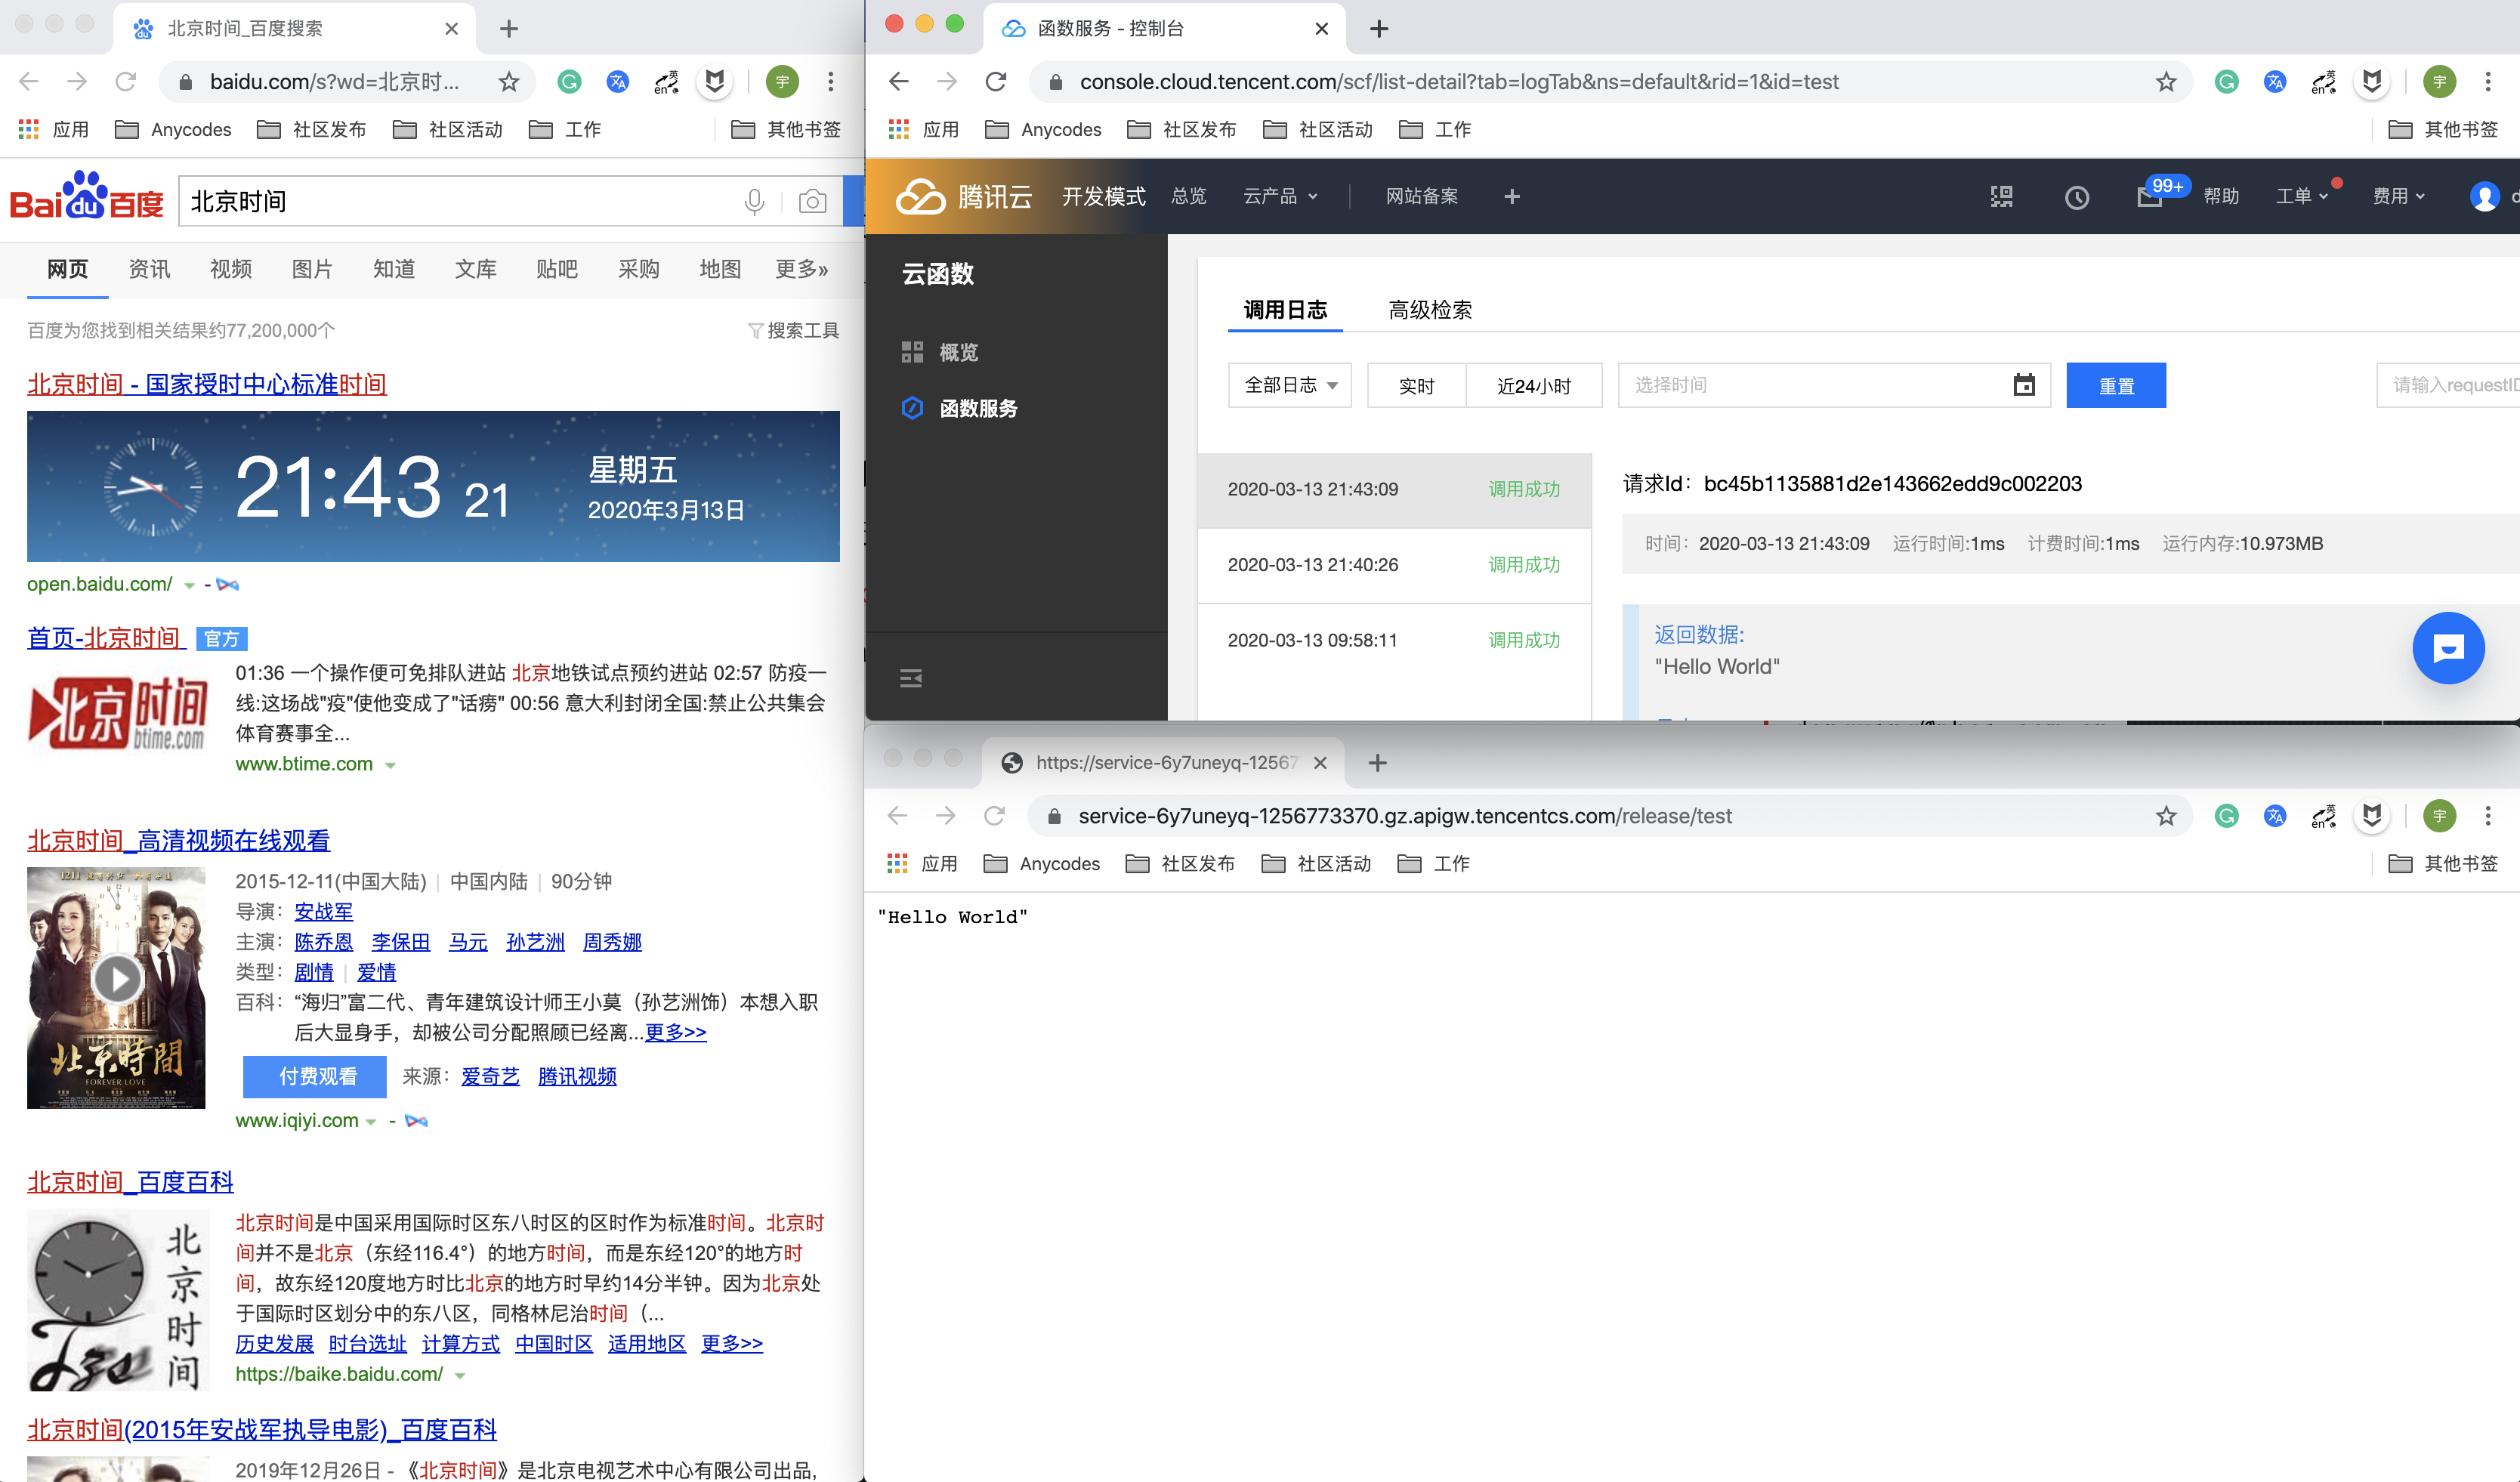 北京时间_百度搜索
baidu.com/s?wd=北京时...
英
en
宇
应用
Anycodes
社区发布
社区活动
工作
其他书签
Bai du 百度
北京时间
网页
资讯
视频
图片
知道
文库
贴吧
采购
地图
更多»
百度为您找到相关结果约77,200,000个
搜索工具
北京时间 - 国家授时中心标准时间
21:43 21
星期五
2020年3月13日
open.baidu.com/ -
首页-北京时间 官方
北京时间
btime.com
01:36 一个操作便可免排队进站 北京地铁试点预约进站 02:57 防疫一
线:这场战"疫"使他变成了"话痨" 00:56 意大利封闭全国:禁止公共集会
体育赛事全...
www.btime.com
北京时间_高清视频在线观看
北京時間
FOREVER LOVE
2015-12-11(中国大陆) | 中国内陆 | 90分钟
导演： 安战军
主演： 陈乔恩 李保田 马元 孙艺洲 周秀娜
类型： 剧情 | 爱情
百科： “海归”富二代、青年建筑设计师王小莫（孙艺洲饰）本想入职
后大显身手，却被公司分配照顾已经离...更多>>
付费观看 来源： 爱奇艺 腾讯视频
www.iqiyi.com -
北京时间_百度百科
北京时间
北京时间是中国采用国际时区东八时区的区时作为标准时间。北京时
间并不是北京（东经116.4°）的地方时间，而是东经120°的地方时
间，故东经120度地方时比北京的地方时早约14分半钟。因为北京处
于国际时区划分中的东八区，同格林尼治时间（...
历史发展 时台选址 计算方式 中国时区 适用地区 更多>>
https://baike.baidu.com/
北京时间(2015年安战军执导电影)_百度百科
2019年12月26日 - 《北京时间》是北京电视艺术中心有限公司出品,
函数服务 - 控制台
console.cloud.tencent.com/scf/list-detail?tab=logTab&ns=default&rid=1&id=test
英
en
宇
应用
Anycodes
社区发布
社区活动
工作
其他书签
腾讯云
开发模式
总览
云产品
网站备案
99+
帮助
工单
费用
云函数
概览
函数服务
调用日志
高级检索
全部日志
实时
近24小时
选择时间
重置
请输入requestID
2020-03-13 21:43:09 调用成功
2020-03-13 21:40:26 调用成功
2020-03-13 09:58:11 调用成功
请求Id： bc45b1135881d2e143662edd9c002203
时间： 2020-03-13 21:43:09 运行时间:1ms 计费时间:1ms 运行内存:10.973MB
返回数据:
"Hello World"
https://service-6y7uneyq-12567
service-6y7uneyq-1256773370.gz.apigw.tencentcs.com/release/test
英
en
宇
应用
Anycodes
社区发布
社区活动
工作
其他书签
"Hello World"